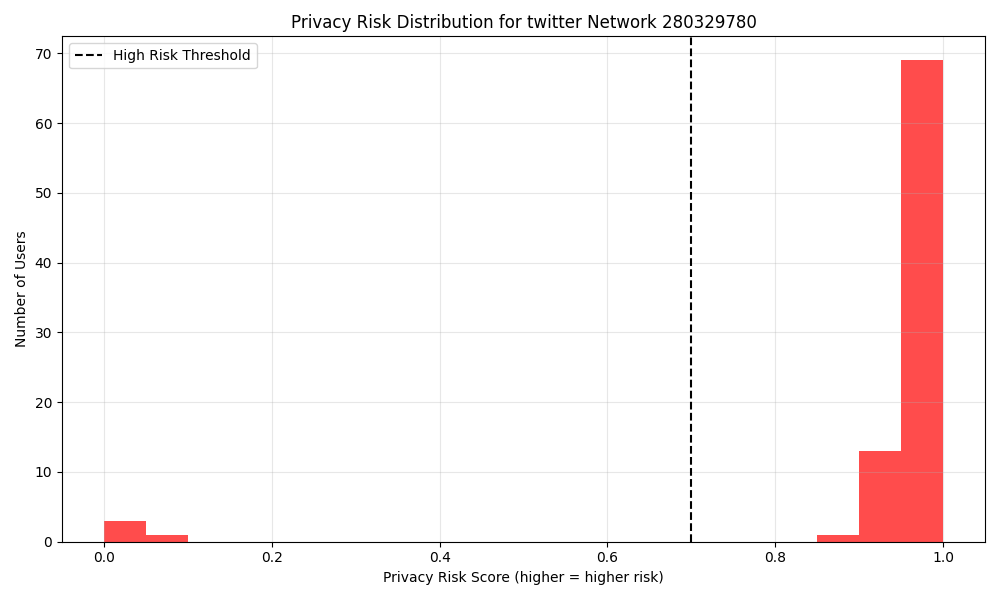 Privacy Risk Distribution for twitter Network 280329780
High Risk Threshold
70
60
50
40
30
20
10
0
Number of Users
0.0 0.2 0.4 0.6 0.8 1.0
Privacy Risk Score (higher = higher risk)